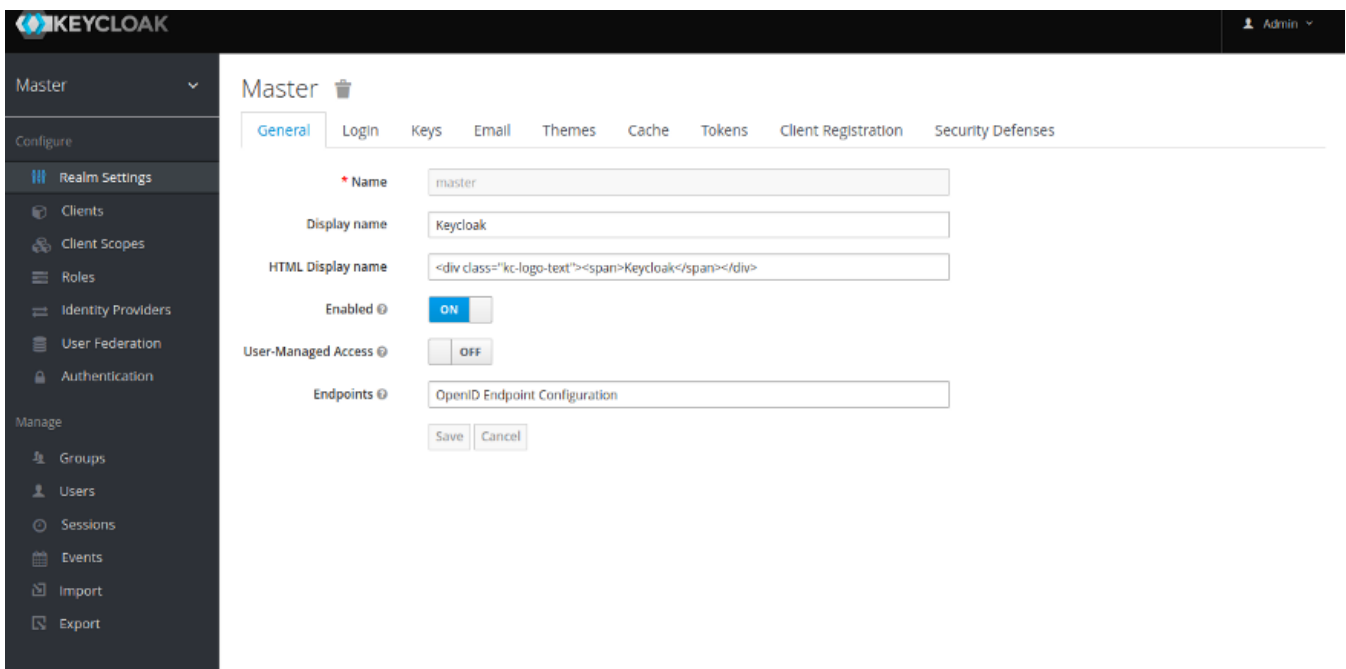 KEYCLOAK
Admin
Master
Configure
Realm Settings
Clients
Client Scopes
Roles
Identity Providers
User Federation
Authentication
Manage
Groups
Users
Sessions
Events
Import
Export
Master
General Login Keys Email Themes Cache Tokens Client Registration Security Defenses
* Name master
Display name Keycloak
HTML Display name <div class="kc-logo-text"><span>Keycloak</span></div>
Enabled ON
User-Managed Access OFF
Endpoints OpenID Endpoint Configuration
Save Cancel